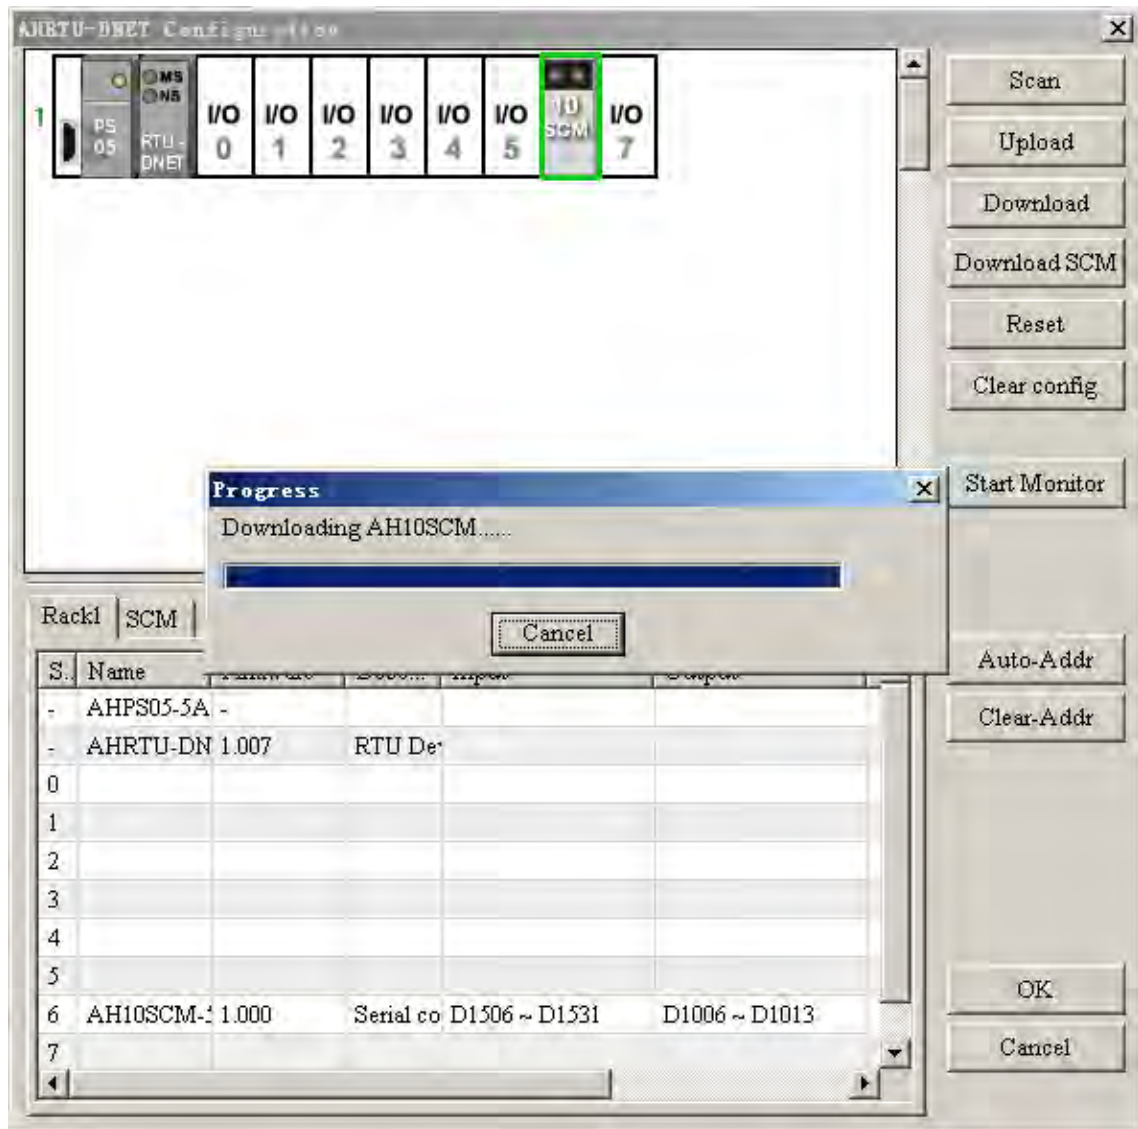 AHRTU-DNET Configuration
1
PS
05
MS
NS
RTU-
DNET
I/O
0
I/O
1
I/O
2
I/O
3
I/O
4
I/O
5
10
SCM
I/O
7
Scan
Upload
Download
Download SCM
Reset
Clear config
Start Monitor
Progress
Downloading AH10SCM......
Cancel
Rack1 SCM
Auto-Addr
Clear-Addr
S.. Name
- AHPS05-5A -
- AHRTU-DN 1.007 RTU De
0
1
2
3
4
5
6 AH10SCM-5 1.000 Serial co D1506 ~ D1531 D1006 ~ D1013
7
OK
Cancel